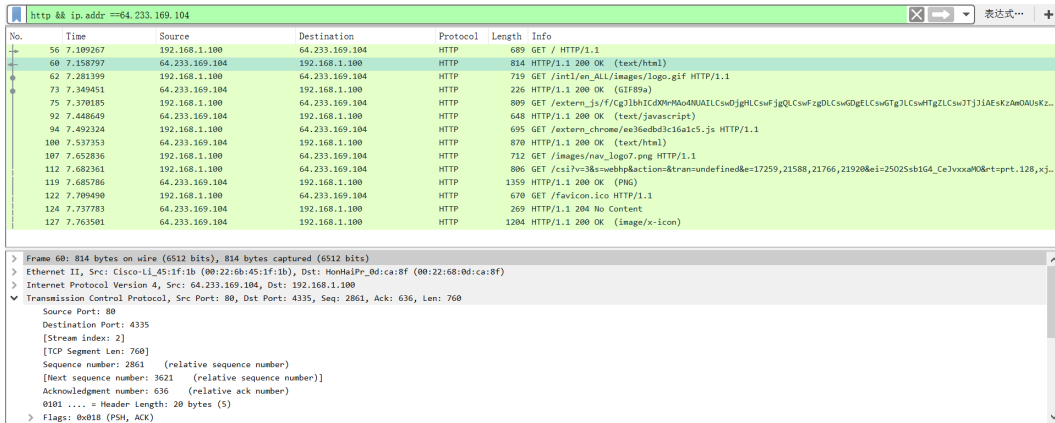 http && ip.addr ==64.233.169.104 表达式… +
No. Time Source Destination Protocol Length Info
56 7.109267 192.168.1.100 64.233.169.104 HTTP 689 GET / HTTP/1.1
60 7.158797 64.233.169.104 192.168.1.100 HTTP 814 HTTP/1.1 200 OK (text/html)
62 7.281399 192.168.1.100 64.233.169.104 HTTP 719 GET /intl/en_ALL/images/logo.gif HTTP/1.1
73 7.349451 64.233.169.104 192.168.1.100 HTTP 226 HTTP/1.1 200 OK (GIF89a)
75 7.370185 192.168.1.100 64.233.169.104 HTTP 809 GET
92 7.448649 64.233.169.104 192.168.1.100 HTTP 648 HTTP/1.1 200 OK (text/javascript)
94 7.492324 192.168.1.100 64.233.169.104 HTTP 695 GET /extern_chrome/ee36edbd3c16a1c5.js HTTP/1.1
100 7.537353 64.233.169.104 192.168.1.100 HTTP 870 HTTP/1.1 200 OK (text/html)
107 7.652836 192.168.1.100 64.233.169.104 HTTP 712 GET /images/nav_logo7.png HTTP/1.1
112 7.682361 192.168.1.100 64.233.169.104 HTTP 806 GET /csi?v=3&s=webhp&action=&tran=undefined&e=17259,21588,21766,21920&ei=25O2Ssb1G4_CeJvxxaMO&rt=prt.128,xj…
119 7.685786 64.233.169.104 192.168.1.100 HTTP 1359 HTTP/1.1 200 OK (PNG)
122 7.709490 192.168.1.100 64.233.169.104 HTTP 670 GET /favicon.ico HTTP/1.1
124 7.737783 64.233.169.104 192.168.1.100 HTTP 269 HTTP/1.1 204 No Content
127 7.763501 64.233.169.104 192.168.1.100 HTTP 1204 HTTP/1.1 200 OK (image/x-icon)
Frame 60: 814 bytes on wire (6512 bits), 814 bytes captured (6512 bits)
Ethernet II, Src: Cisco-Li_45:1f:1b (00:22:6b:45:1f:1b), Dst: HonHaiPr_0d:ca:8f (00:22:68:0d:ca:8f)
Internet Protocol Version 4, Src: 64.233.169.104, Dst: 192.168.1.100
Transmission Control Protocol, Src Port: 80, Dst Port: 4335, Seq: 2861, Ack: 636, Len: 760
Source Port: 80
Destination Port: 4335
[Stream index: 2]
[TCP Segment Len: 760]
Sequence number: 2861 (relative sequence number)
[Next sequence number: 3621 (relative sequence number)]
Acknowledgment number: 636 (relative ack number)
0101 .... = Header Length: 20 bytes (5)
Flags: 0x018 (PSH, ACK)